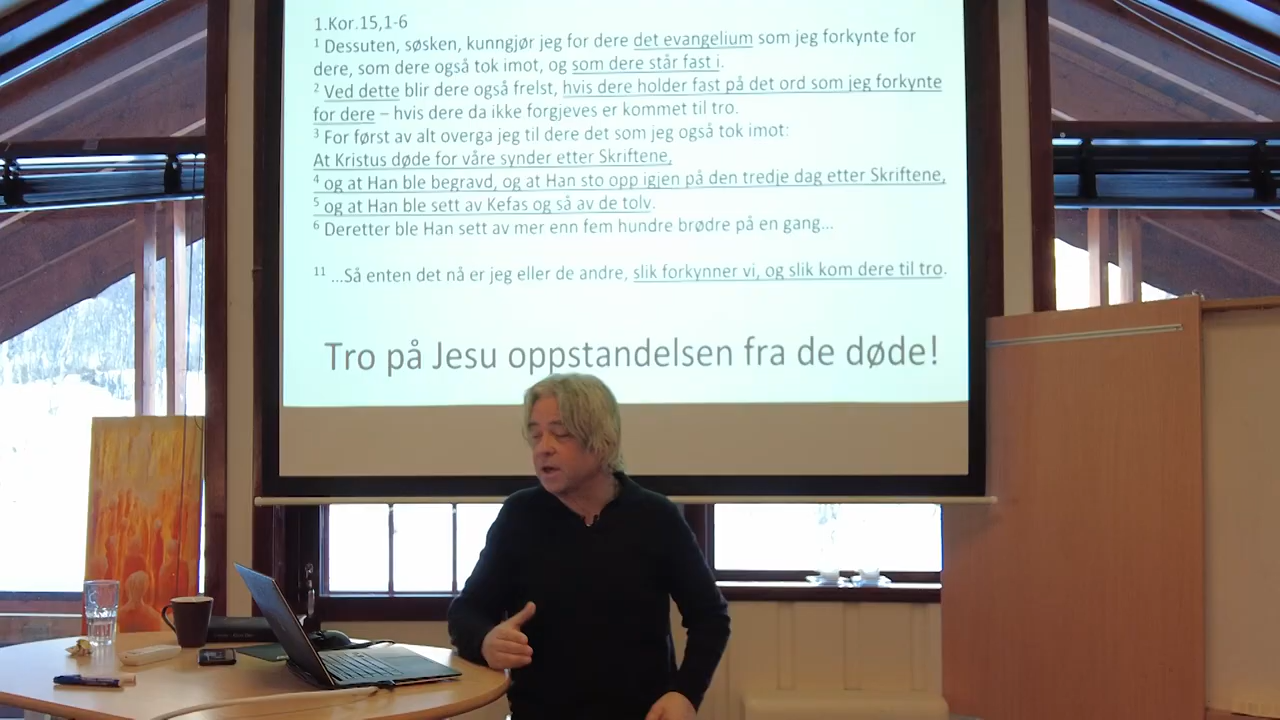 1.Kor.15,1-6
1 Dessuten, søsken, kunngjør jeg for dere det evangelium som jeg forkynte for
dere, som dere også tok imot, og som dere står fast i.
2 Ved dette blir dere også frelst, hvis dere holder fast på det ord som jeg forkynte
for dere – hvis dere da ikke forgjeves er kommet til tro.
3 For først av alt overga jeg til dere det som jeg også tok imot:
At Kristus døde for våre synder etter Skriftene,
4 og at Han ble begravd, og at Han sto opp igjen på den tredje dag etter Skriftene,
5 og at Han ble sett av Kefas og så av de tolv.
6 Deretter ble Han sett av mer enn fem hundre brødre på en gang...
11 ...Så enten det nå er jeg eller de andre, slik forkynner vi, og slik kom dere til tro.
Tro på Jesu oppstandelsen fra de døde!